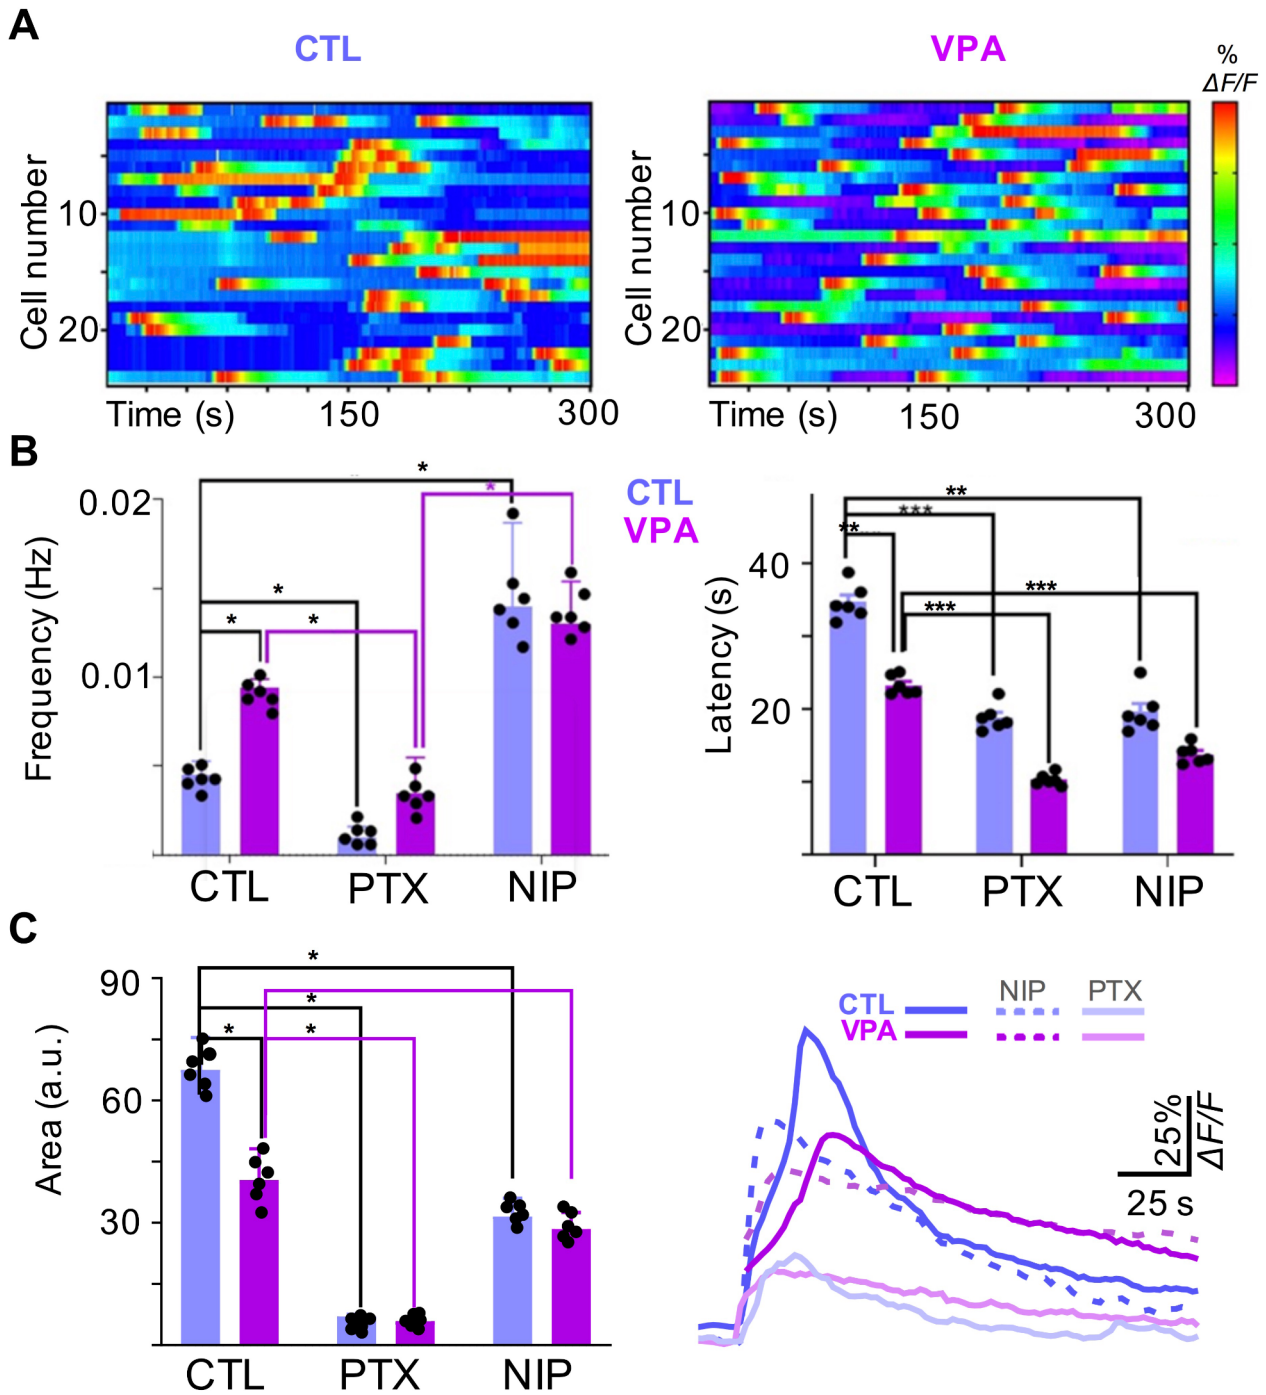 A
CTL
VPA
%
ΔF/F
Cell number
10
20
Time (s)
150
300
Cell number
10
20
Time (s)
150
300
B
CTL
VPA
Frequency (Hz)
0.02
0.01
*
*
*
*
*
CTL
PTX
NIP
Latency (s)
40
20
**
***
**
***
***
CTL
PTX
NIP
C
Area (a.u.)
90
60
30
*
*
*
*
CTL
PTX
NIP
NIP
PTX
CTL
VPA
25%
ΔF/F
25 s